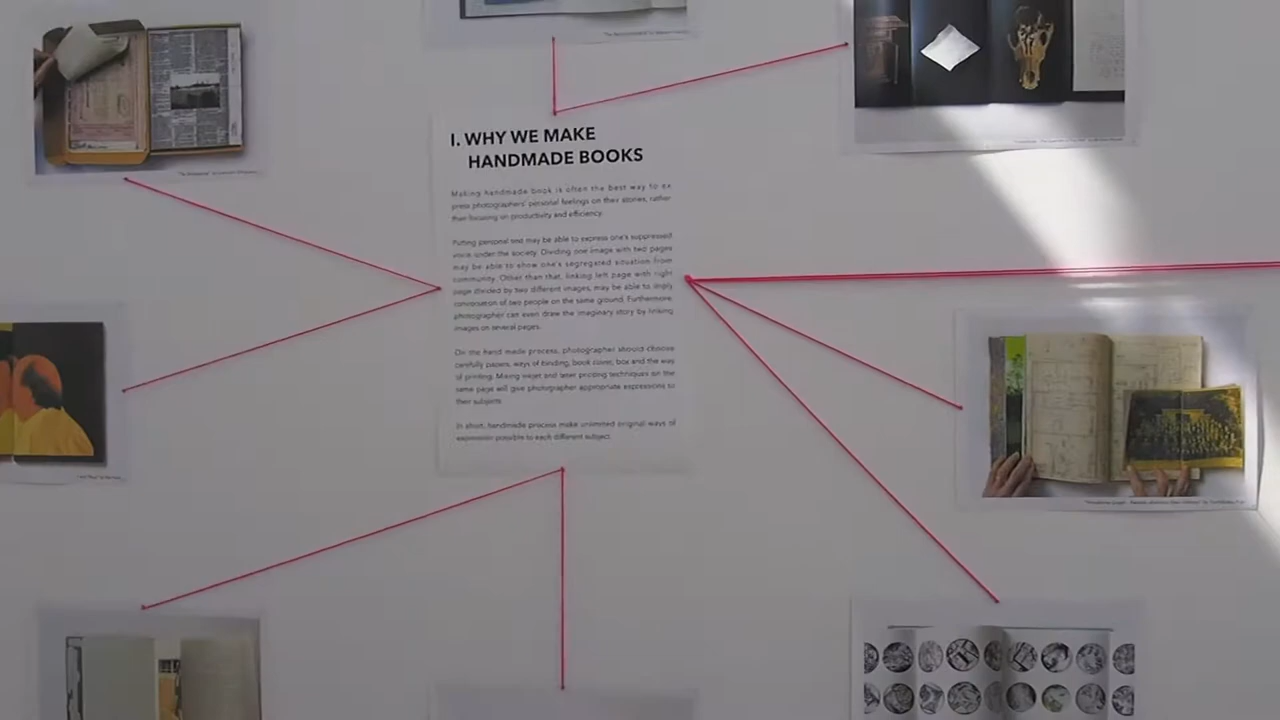 I. WHY WE MAKE
HANDMADE BOOKS
Making handmade book is often the best way to ex
press photographers' personal feelings on their stories, rather
than focusing on productivity and efficiency.
Putting personal text may be able to express one's suppressed
voice under the society. Dividing one image with two pages
may be able to show one's segregated situation from
community. Other than that, linking left page with right
page divided by two different images, may be able to imply
conversation of two people on the same ground. Furthermore
photographer can even draw the imaginary story by linking
images on several pages.
On the hand made process, photographer should choose
carefully papers, ways of binding, book cover, box and the way
of printing. Mixing inkjet and laser printing techniques on the
same page will give photographer appropriate expressions to
their subjects.
In short, handmade process make unlimited original ways of
expression possible to each different subject.